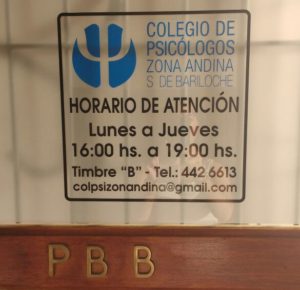 COLEGIO DE
PSICÓLOGOS
ZONA ANDINA
S. DE BARILOCHE
HORARIO DE ATENCIÓN
Lunes a Jueves
16:00 hs. a 19:00 hs.
Timbre "B" - Tel.: 442 6613
colpsizonandina@gmail.com
P B B